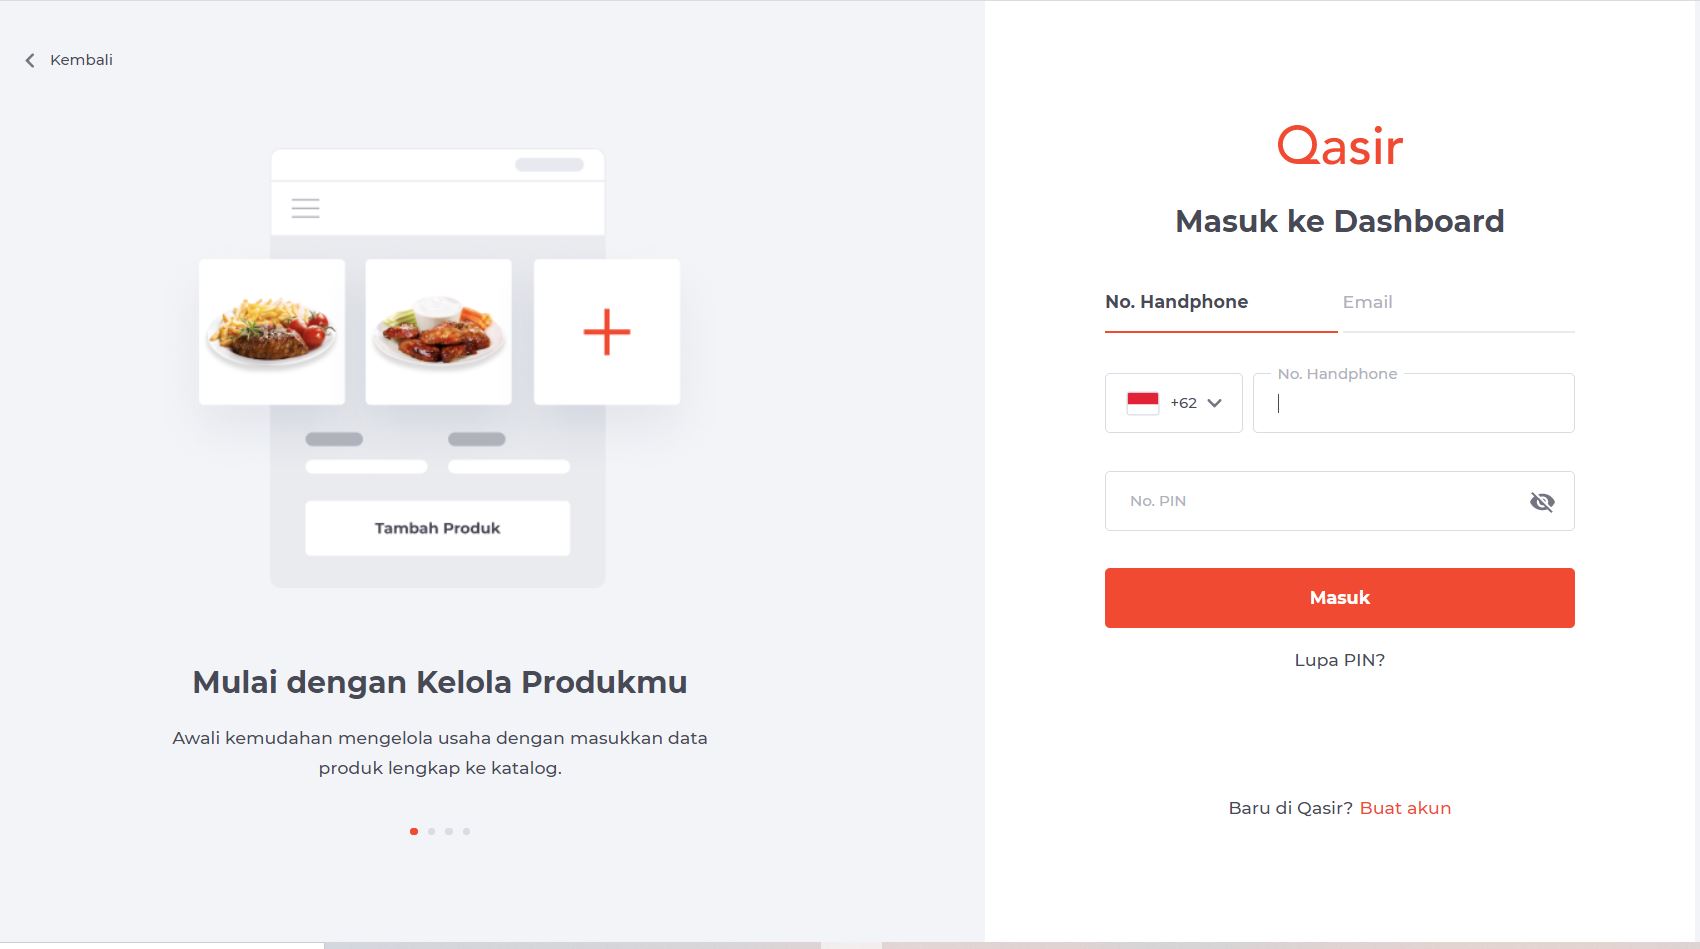 Kembali
Tambah Produk
Mulai dengan Kelola Produkmu
Awali kemudahan mengelola usaha dengan masukkan data
produk lengkap ke katalog.
Qasir
Masuk ke Dashboard
No. Handphone
Email
No. Handphone
+62
No. PIN
Masuk
Lupa PIN?
Baru di Qasir? Buat akun